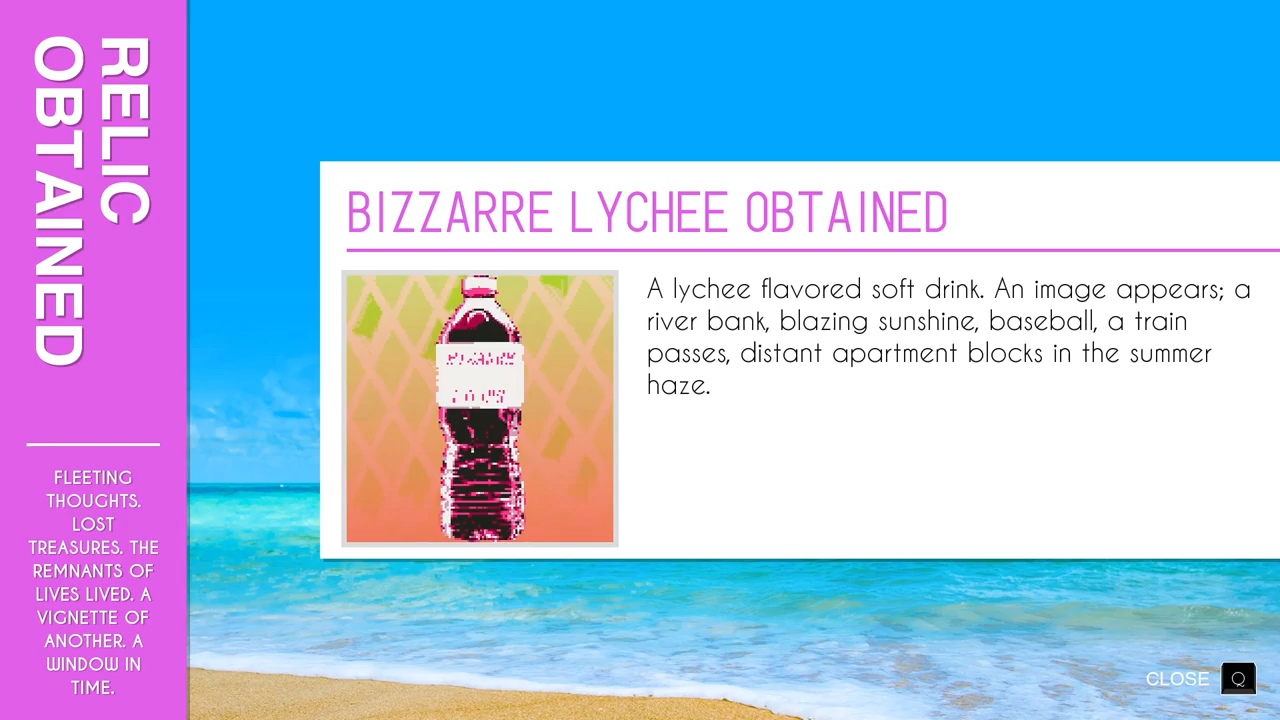 RELIC
OBTAINED
FLEETING
THOUGHTS.
LOST
TREASURES. THE
REMNANTS OF
LIVES LIVED. A
VIGNETTE OF
ANOTHER. A
WINDOW IN
TIME.
BIZZARRE LYCHEE OBTAINED
A lychee flavored soft drink. An image appears; a
river bank, blazing sunshine, baseball, a train
passes, distant apartment blocks in the summer
haze.
CLOSE Q